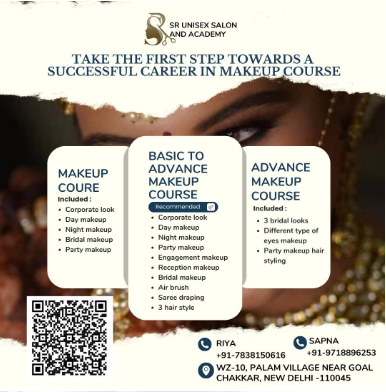 SR UNISEX SALON
AND ACADEMY
TAKE THE FIRST STEP TOWARDS A
SUCCESSFUL CAREER IN MAKEUP COURSE
MAKEUP
COURE
Included :
• Corporate look
• Day makeup
• Night makeup
• Bridal makeup
• Party makeup
BASIC TO
ADVANCE
MAKEUP
COURSE
Recommended
• Corporate look
• Day makeup
• Night makeup
• Party makeup
• Engagement makeup
• Reception makeup
• Bridal makeup
• Air brush
• Saree draping
• 3 hair style
ADVANCE
MAKEUP
COURSE
Included :
• 3 bridal looks
• Different type of
eyes makeup
• Party makeup hair
styling
RIYA
+91-7838150616
SAPNA
+91-9718896253
WZ-10, PALAM VILLAGE NEAR GOAL
CHAKKAR, NEW DELHI -110045